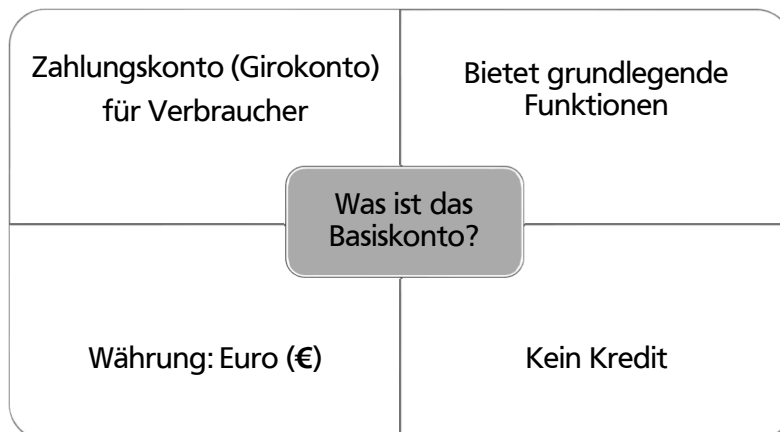 Zahlungskonto (Girokonto)
für Verbraucher
Bietet grundlegende
Funktionen
Was ist das
Basiskonto?
Währung: Euro (€)
Kein Kredit